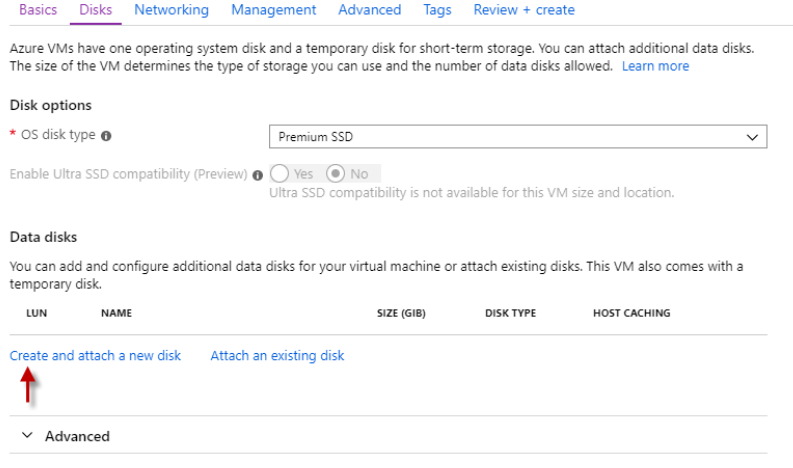 Basics Disks Networking Management Advanced Tags Review + create
Azure VMs have one operating system disk and a temporary disk for short-term storage. You can attach additional data disks.
The size of the VM determines the type of storage you can use and the number of data disks allowed. Learn more
Disk options
* OS disk type Premium SSD
Enable Ultra SSD compatibility (Preview) Yes No
Ultra SSD compatibility is not available for this VM size and location.
Data disks
You can add and configure additional data disks for your virtual machine or attach existing disks. This VM also comes with a
temporary disk.
LUN NAME SIZE (GIB) DISK TYPE HOST CACHING
Create and attach a new disk Attach an existing disk
Advanced